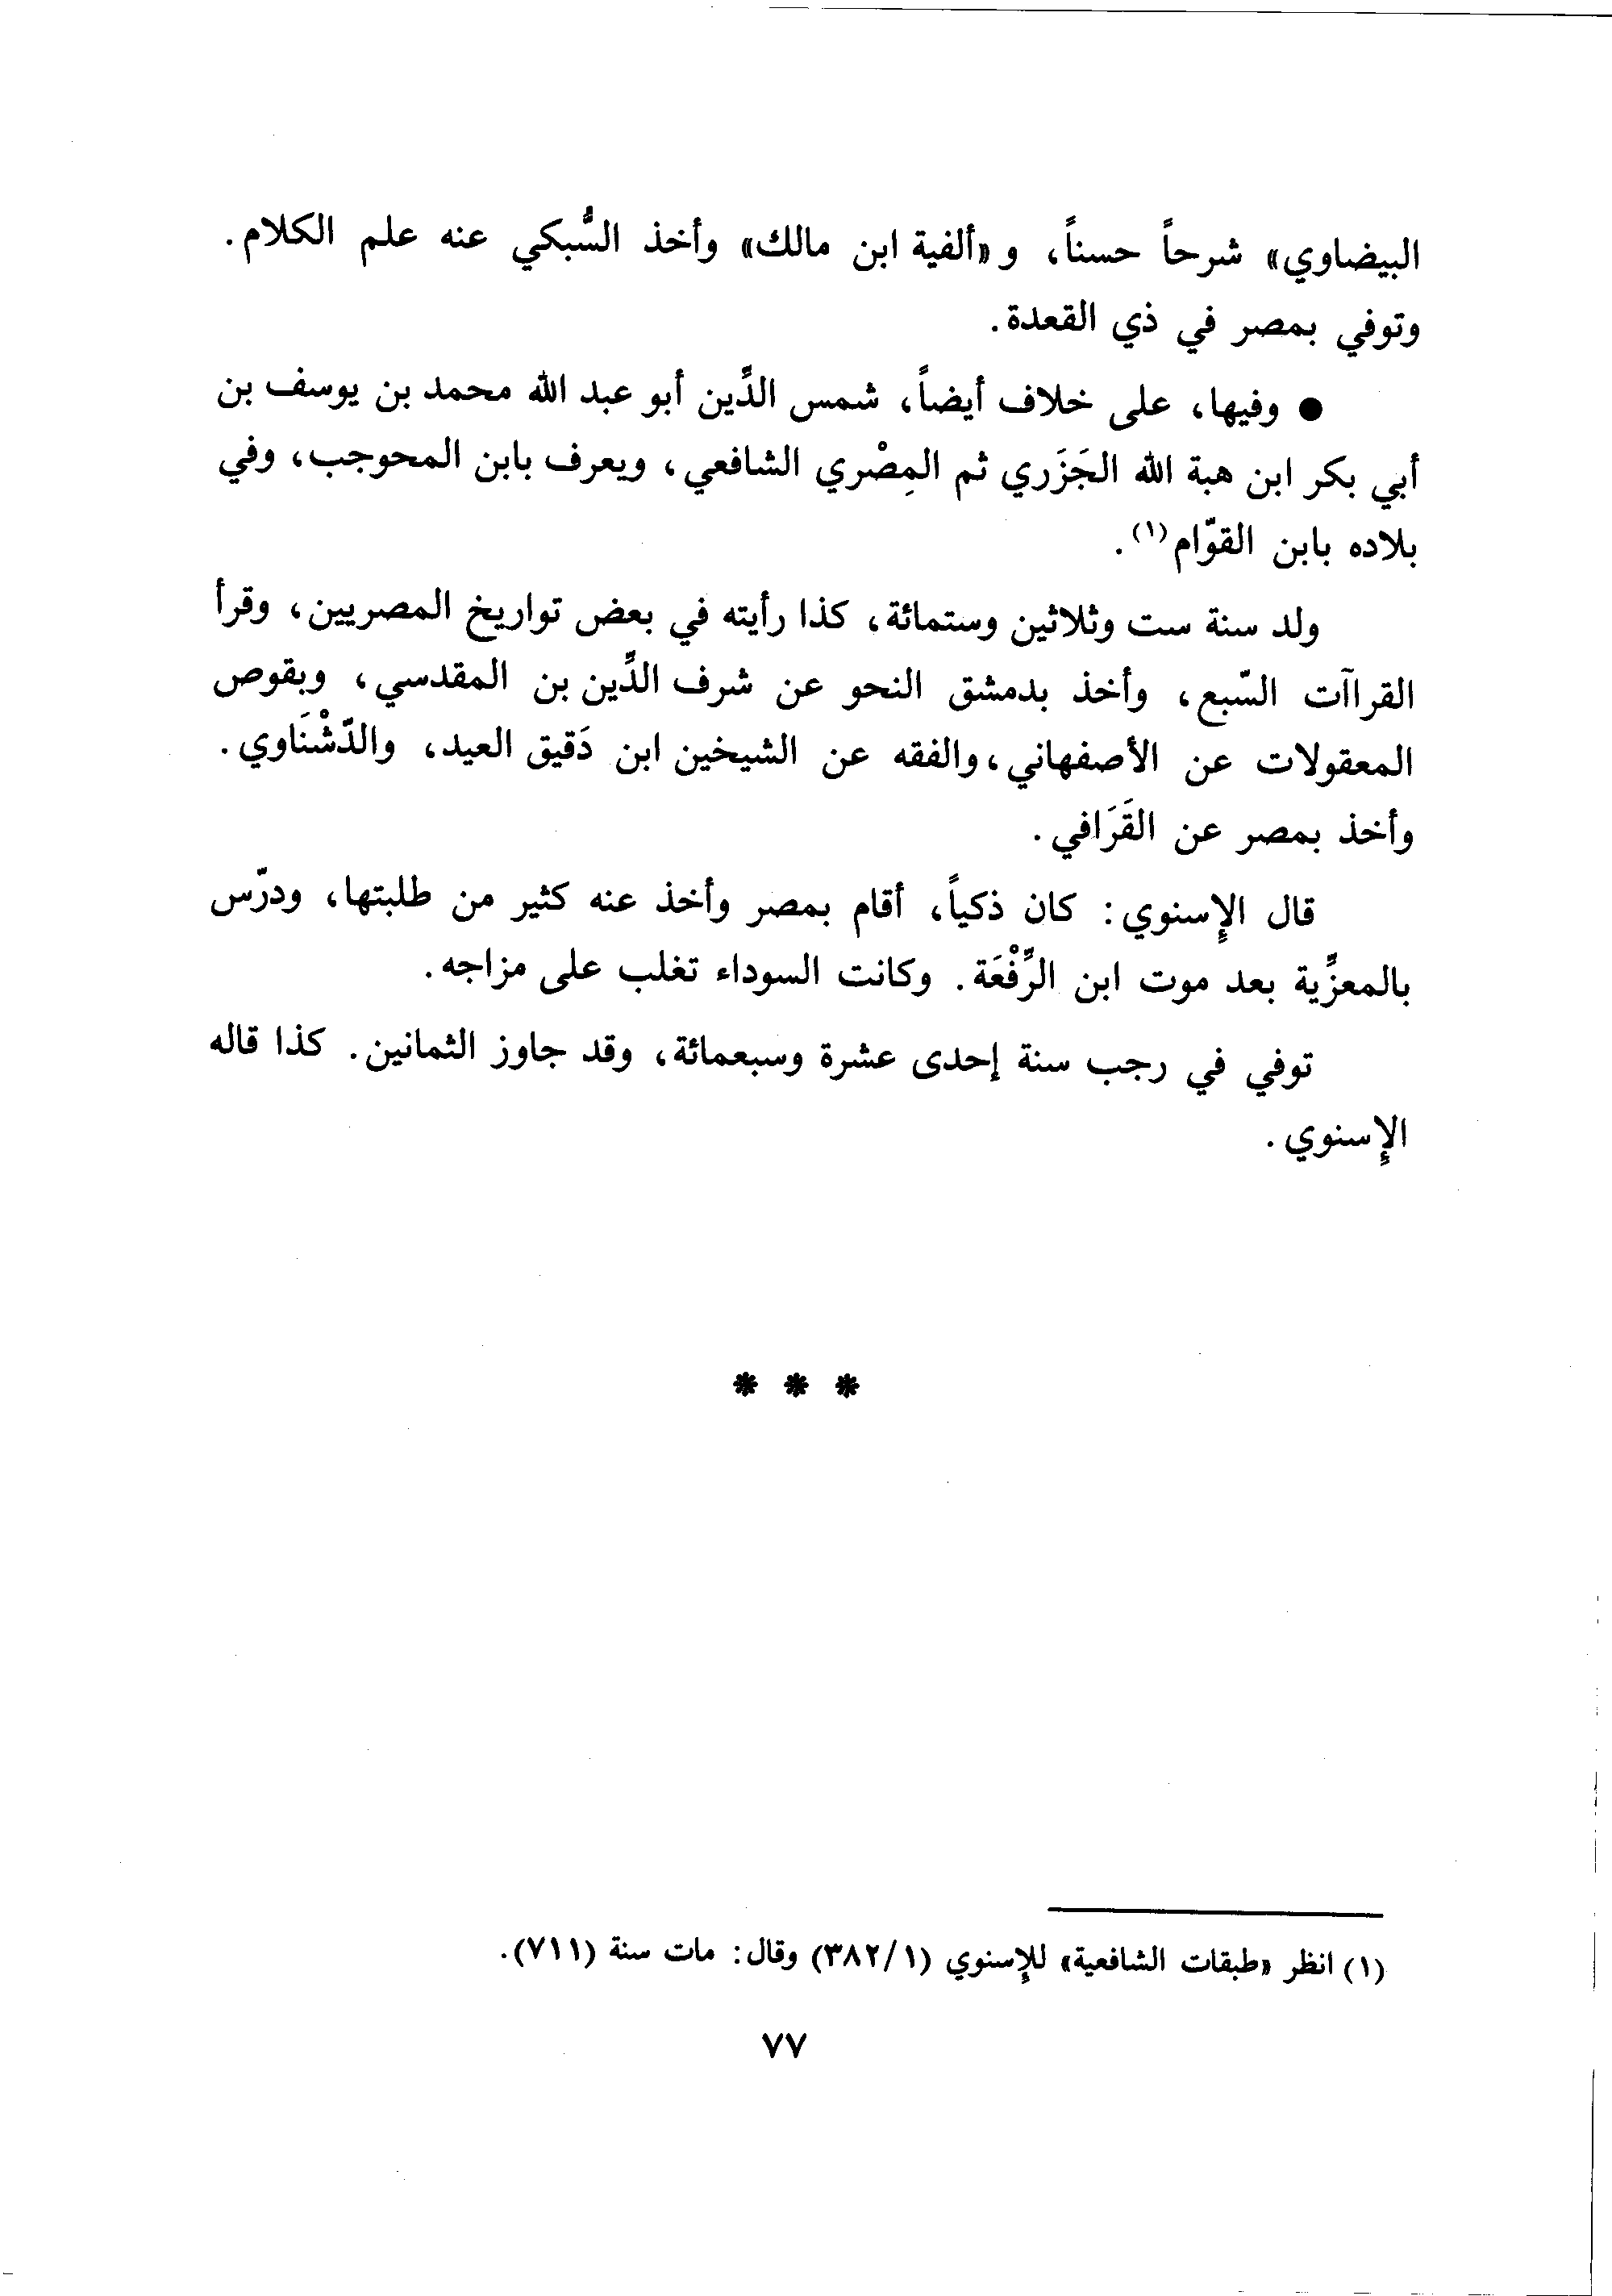 البيضاوي» شرحاً حسناً، و «ألفية ابن مالك» وأخذ السُّبكي عنه علم الكلام.
وتوفي بمصر في ذي القعدة.
● وفيها، على خلاف أيضاً، شمس الدِّين أبو عبد الله محمد بن يوسف بن
أبي بكر ابن هبة الله الجَزَري ثم المِصْري الشافعي، ويعرف بابن المحوجب، وفي
بلاده بابن القوّام(١).
ولد سنة ست وثلاثين وستمائة، كذا رأيته في بعض تواريخ المصريين، وقرأ
القراآت السّبع، وأخذ بدمشق النحو عن شرف الدِّين بن المقدسي، وبقوص
المعقولات عن الأصفهاني، والفقه عن الشيخين ابن دَقيق العيد، والدّشْنَاوي.
وأخذ بمصر عن القَرَافي.
قال الإِسنوي: كان ذكياً، أقام بمصر وأخذ عنه كثير من طلبتها، ودرّس
بالمعزِّية بعد موت ابن الرِّفْعَة. وكانت السوداء تغلب على مزاجه.
توفي في رجب سنة إحدى عشرة وسبعمائة، وقد جاوز الثمانين. كذا قاله
الإِسنوي.
* * *
(١) انظر «طبقات الشافعية» للإِسنوي (٣٨٢/١) وقال: مات سنة (٧١١).
٧٧